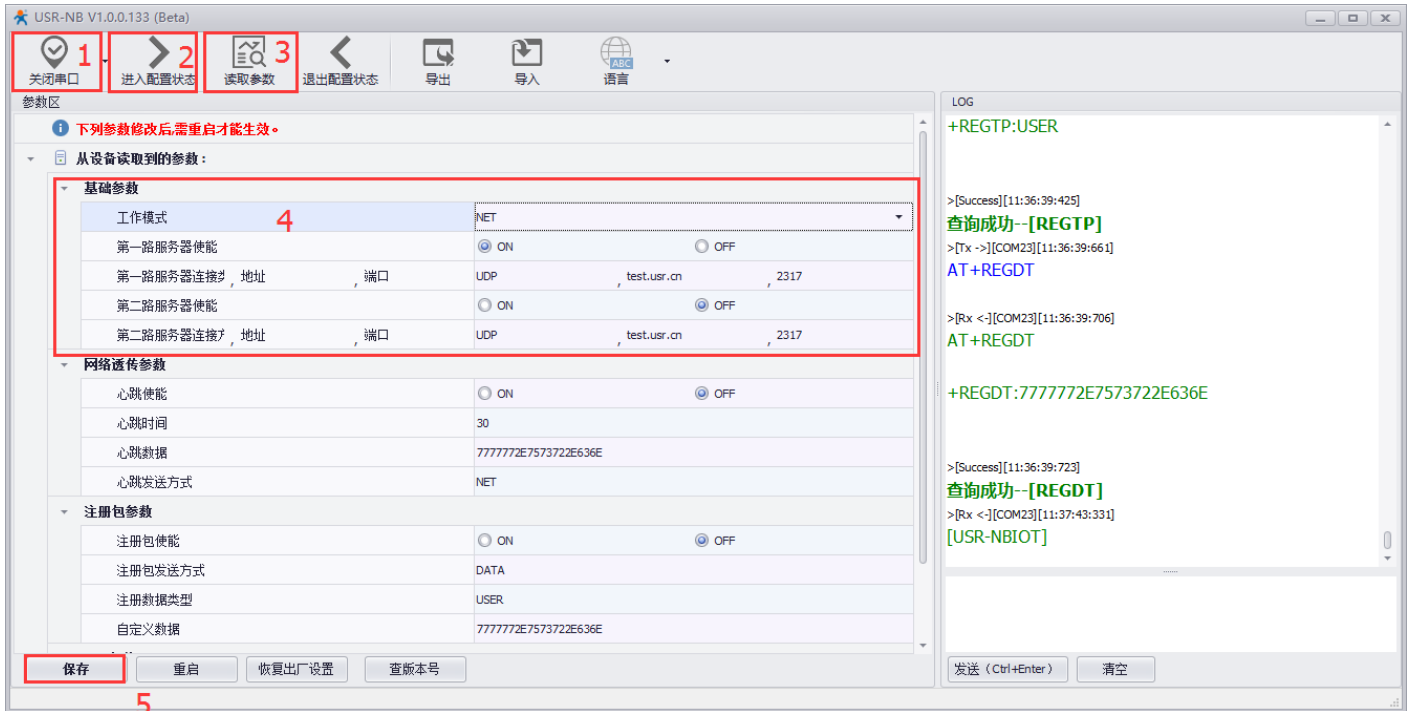 USR-NB V1.0.0.133 (Beta)
1 2 3
关闭串口 进入配置状态 读取参数 退出配置状态 导出 导入 ABC 语言
参数区
下列参数修改后,需重启才能生效。
从设备读取到的参数：
基础参数
4
工作模式 NET
第一路服务器使能 ON OFF
第一路服务器连接 , 地址 , 端口 UDP , test.usr.cn , 2317
第二路服务器使能 ON OFF
第二路服务器连接 , 地址 , 端口 UDP , test.usr.cn , 2317
网络透传参数
心跳使能 ON OFF
心跳时间 30
心跳数据 7777772E7573722E636E
心跳发送方式 NET
注册包参数
注册包使能 ON OFF
注册包发送方式 DATA
注册数据类型 USER
自定义数据 7777772E7573722E636E
保存 重启 恢复出厂设置 查版本号
5
LOG
+REGTP:USER
>[Success][11:36:39:425]
查询成功--[REGTP]
>[Tx ->][COM23][11:36:39:661]
AT+REGDT
>[Rx <-][COM23][11:36:39:706]
AT+REGDT
+REGDT:7777772E7573722E636E
>[Success][11:36:39:723]
查询成功--[REGDT]
>[Rx <-][COM23][11:37:43:331]
[USR-NBIOT]
发送（Ctrl+Enter） 清空